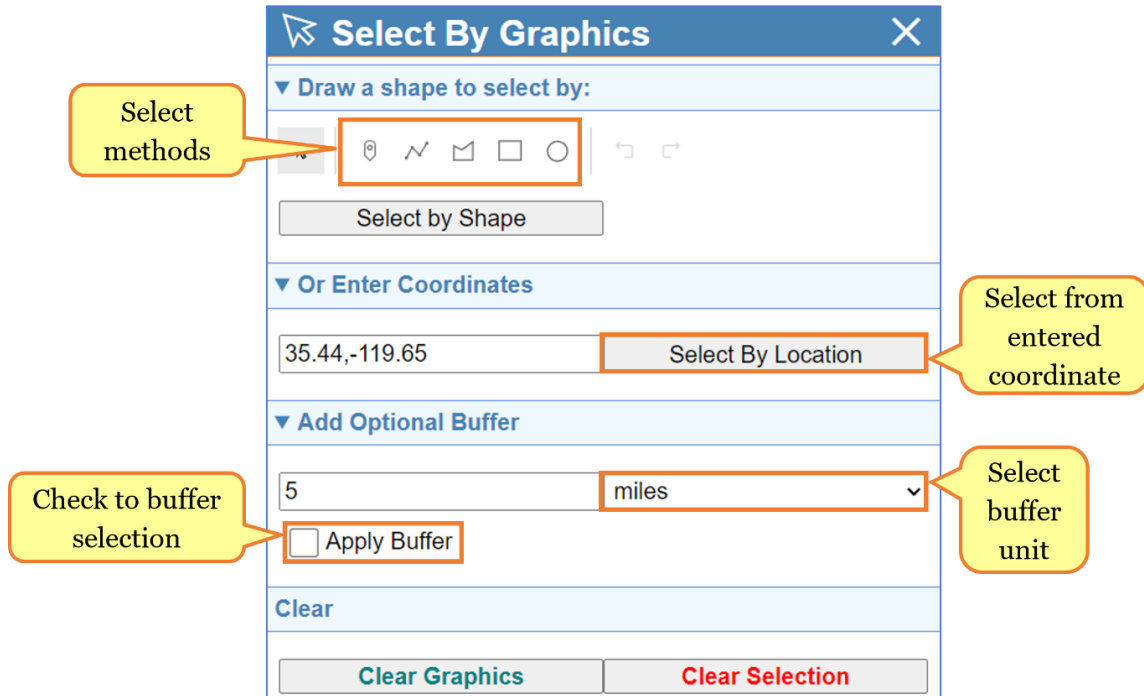 Select By Graphics
▼ Draw a shape to select by:
Select
methods
Select by Shape
▼ Or Enter Coordinates
35.44,-119.65
Select By Location
Select from
entered
coordinate
▼ Add Optional Buffer
5
miles
Select
buffer
unit
Check to buffer
selection
Apply Buffer
Clear
Clear Graphics
Clear Selection